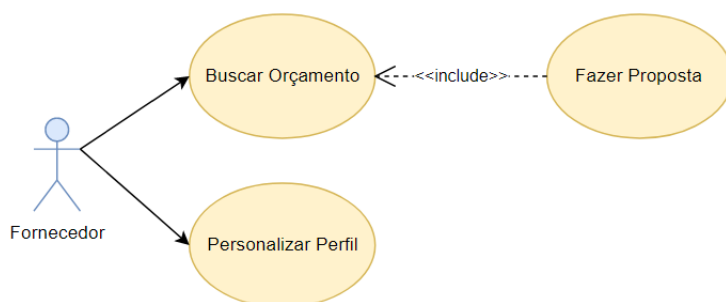 Buscar Orçamento
<<include>>
Fazer Proposta
Fornecedor
Personalizar Perfil